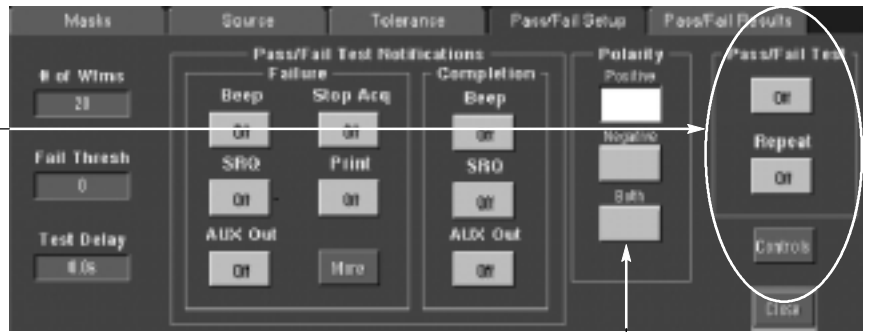 Masks Source Tolerance Pass/Fail Setup Pass/Fail Results
# of Wfms
20
Fail Thresh
0
Test Delay
0.0s
Pass/Fail Test Notifications
Failure
Beep Stop Acq
Off Off
SRQ Print
Off Off
AUX Out
Off More
Completion
Beep
Off
SRQ
Off
AUX Out
Off
Polarity
Positive
Negative
Both
Pass/Fail Test
Off
Repeat
Off
Controls
Close